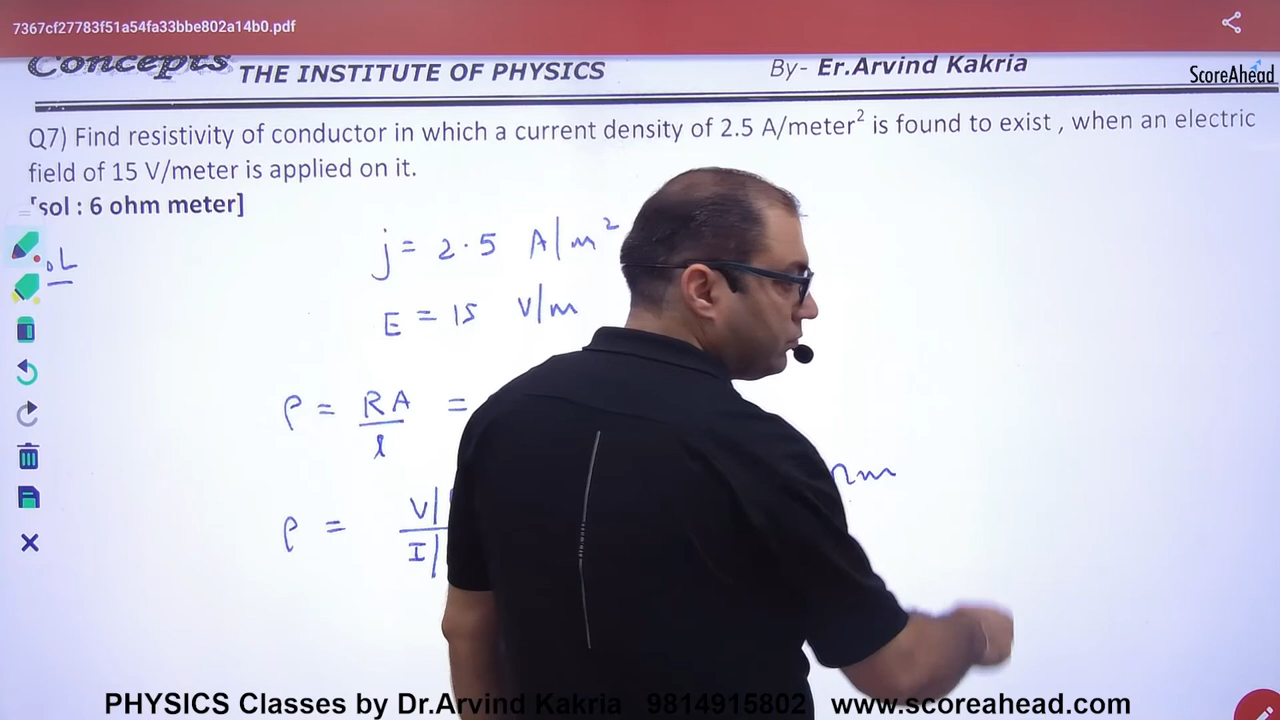 7367cf27783f51a54fa33bbe802a14b0.pdf
Concepts THE INSTITUTE OF PHYSICS By- Er.Arvind Kakria
ScoreAhead
Q7) Find resistivity of conductor in which a current density of 2.5 A/meter² is found to exist , when an electric
field of 15 V/meter is applied on it.
[sol : 6 ohm meter]
oL
j = 2.5 A/m²
E = 15 V/m
ρ = RA/l =
ρ = V/ I/
Ωm
PHYSICS Classes by Dr.Arvind Kakria 9814915802 www.scoreahead.com